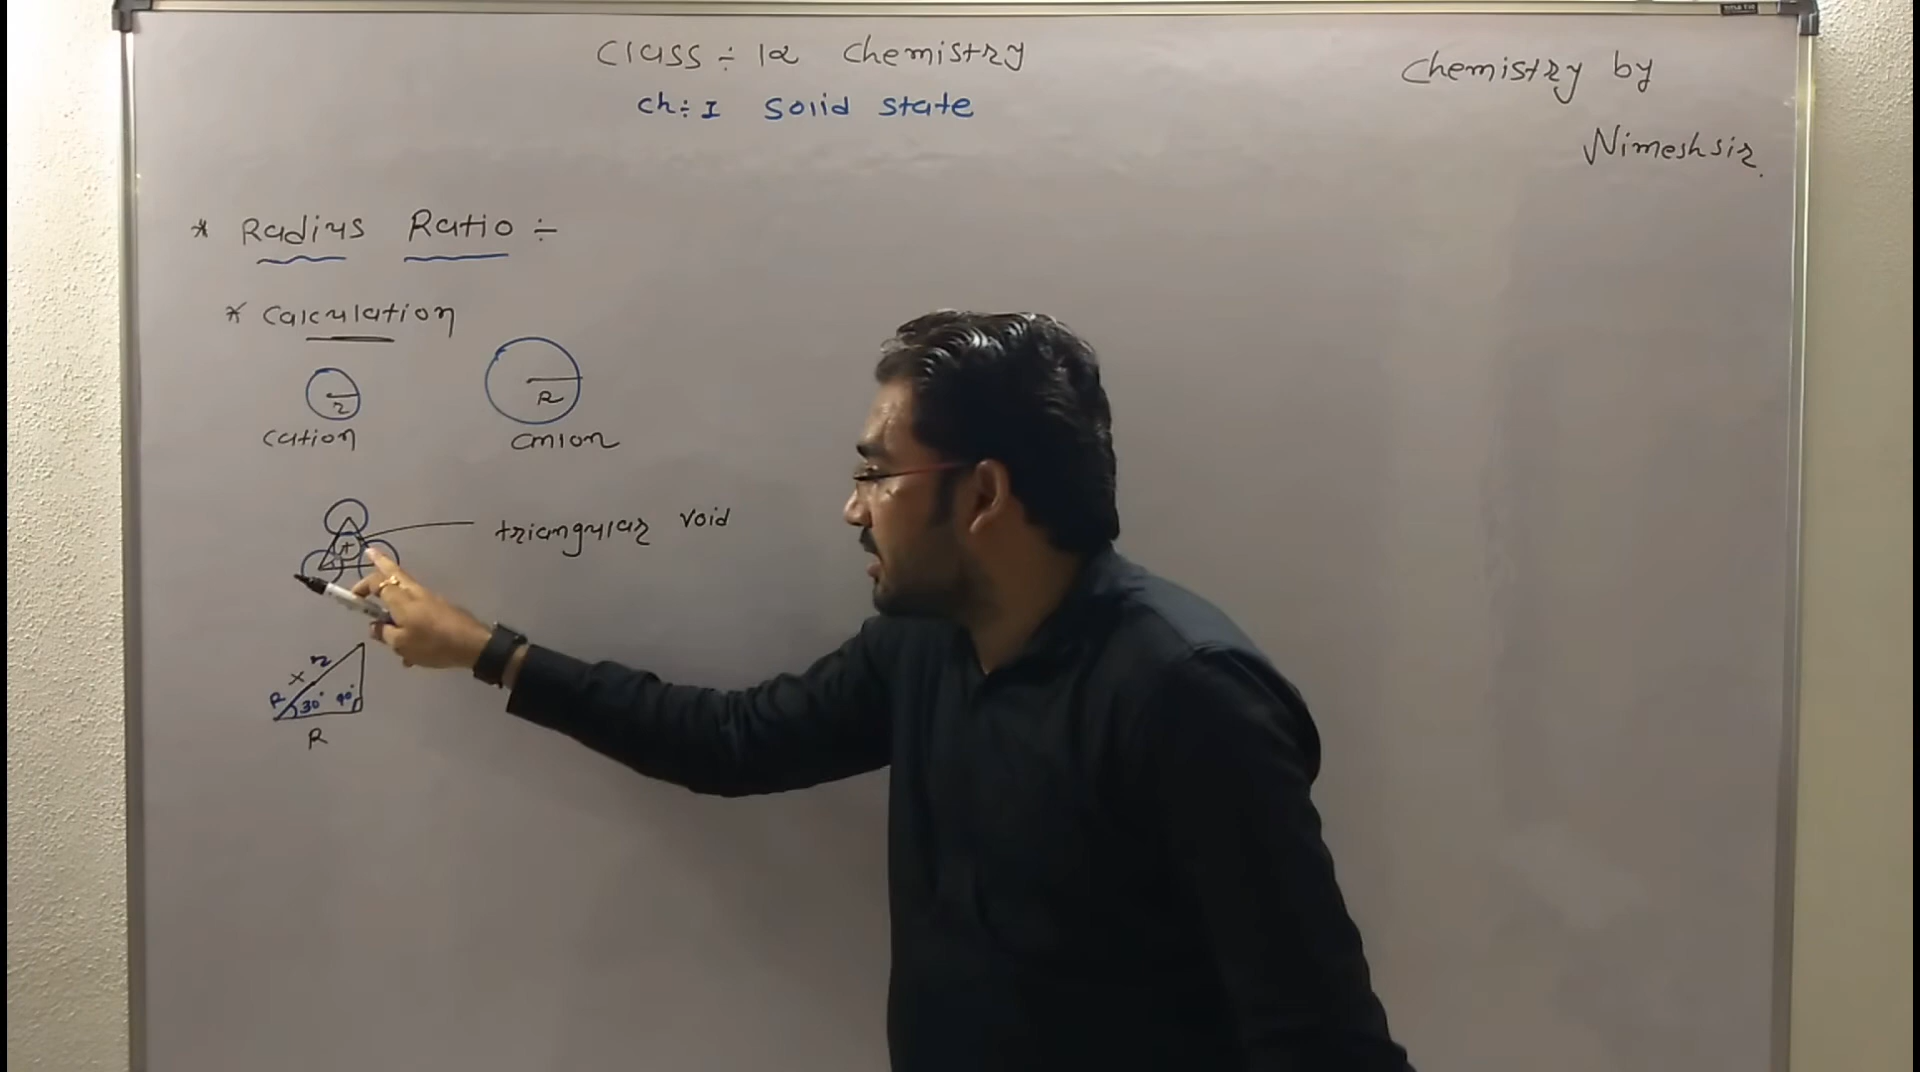 Class ÷ 12 Chemistry
Ch ÷ I Solid state
Chemistry by
Nimeshsir.
* Radius Ratio ÷
* Calculation
r
R
Cation
anion
+
triangular void
r
x
R
30° 90°
R